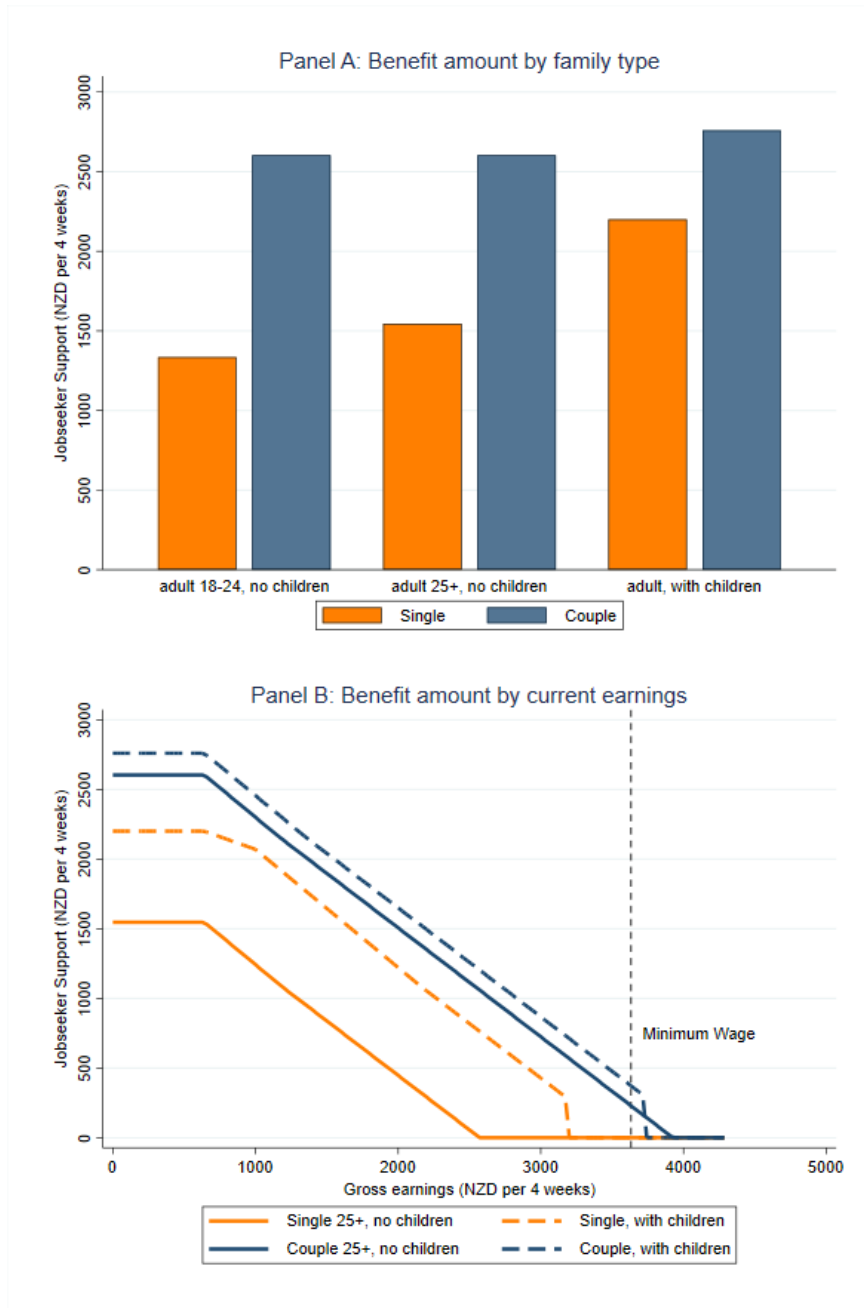 Panel A: Benefit amount by family type
Jobseeker Support (NZD per 4 weeks)
3000
2500
2000
1500
1000
500
0
adult 18-24, no children
adult 25+, no children
adult, with children
Single
Couple
Panel B: Benefit amount by current earnings
Jobseeker Support (NZD per 4 weeks)
3000
2500
2000
1500
1000
500
0
Minimum Wage
0 1000 2000 3000 4000 5000
Gross earnings (NZD per 4 weeks)
Single 25+, no children
Single, with children
Couple 25+, no children
Couple, with children